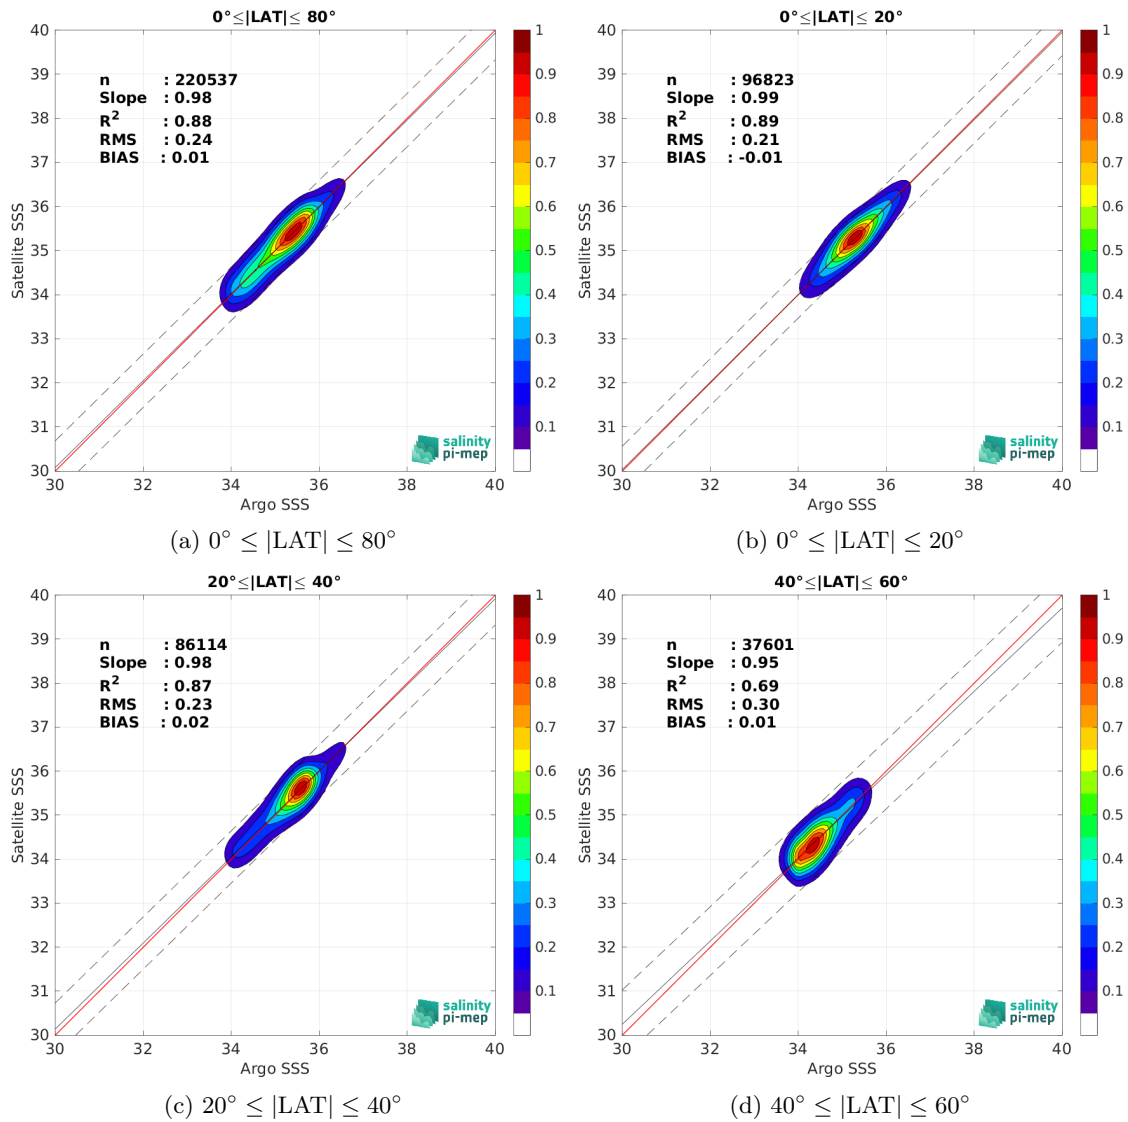 0°≤|LAT|≤ 80°
40
39
38
37
36
35
34
33
32
31
30
Satellite SSS
n : 220537
Slope : 0.98
R2 : 0.88
RMS : 0.24
BIAS : 0.01
salinity
pi-mep
30 32 34 36 38 40
Argo SSS
1
0.9
0.8
0.7
0.6
0.5
0.4
0.3
0.2
0.1
(a) 0° ≤ |LAT| ≤ 80°
0°≤|LAT|≤ 20°
40
39
38
37
36
35
34
33
32
31
30
Satellite SSS
n : 96823
Slope : 0.99
R2 : 0.89
RMS : 0.21
BIAS : -0.01
salinity
pi-mep
30 32 34 36 38 40
Argo SSS
1
0.9
0.8
0.7
0.6
0.5
0.4
0.3
0.2
0.1
(b) 0° ≤ |LAT| ≤ 20°
20°≤|LAT|≤ 40°
40
39
38
37
36
35
34
33
32
31
30
Satellite SSS
n : 86114
Slope : 0.98
R2 : 0.87
RMS : 0.23
BIAS : 0.02
salinity
pi-mep
30 32 34 36 38 40
Argo SSS
1
0.9
0.8
0.7
0.6
0.5
0.4
0.3
0.2
0.1
(c) 20° ≤ |LAT| ≤ 40°
40°≤|LAT|≤ 60°
40
39
38
37
36
35
34
33
32
31
30
Satellite SSS
n : 37601
Slope : 0.95
R2 : 0.69
RMS : 0.30
BIAS : 0.01
salinity
pi-mep
30 32 34 36 38 40
Argo SSS
1
0.9
0.8
0.7
0.6
0.5
0.4
0.3
0.2
0.1
(d) 40° ≤ |LAT| ≤ 60°